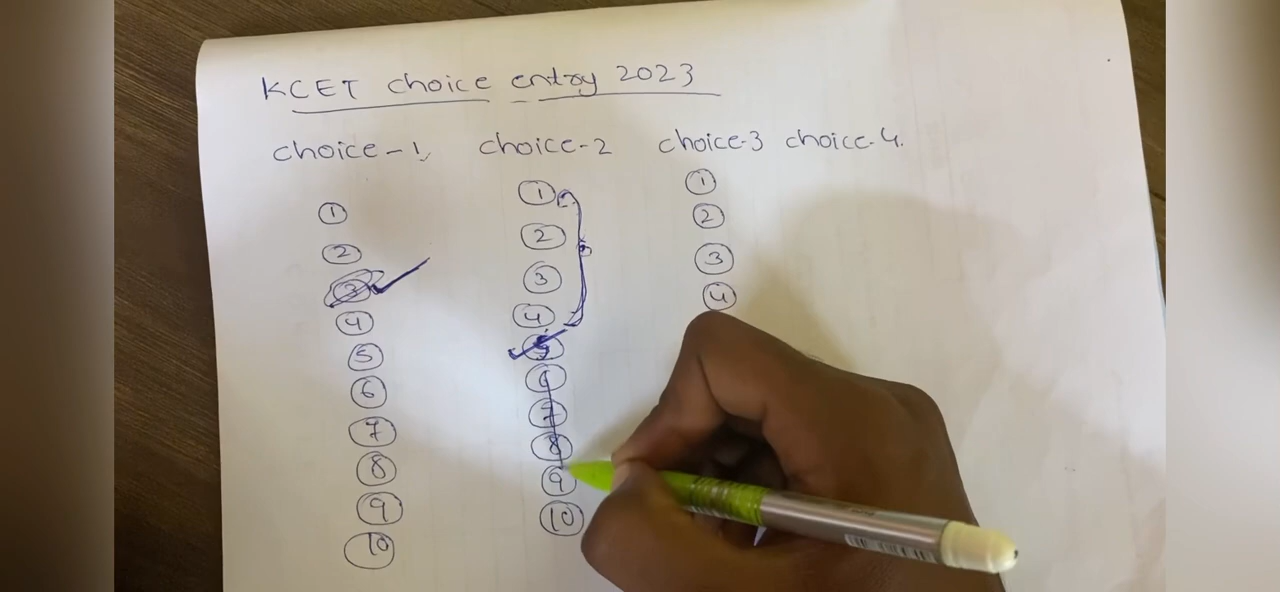 KCET choice entry 2023
choice-1. choice-2 choice-3 choice-4.
① ① ①
② ② ②
③ ③ ③
④ ④ ④
⑤ ⑤
⑥ ⑥
⑦ ⑦
⑧ ⑧
⑨ ⑨
⑩ ⑩